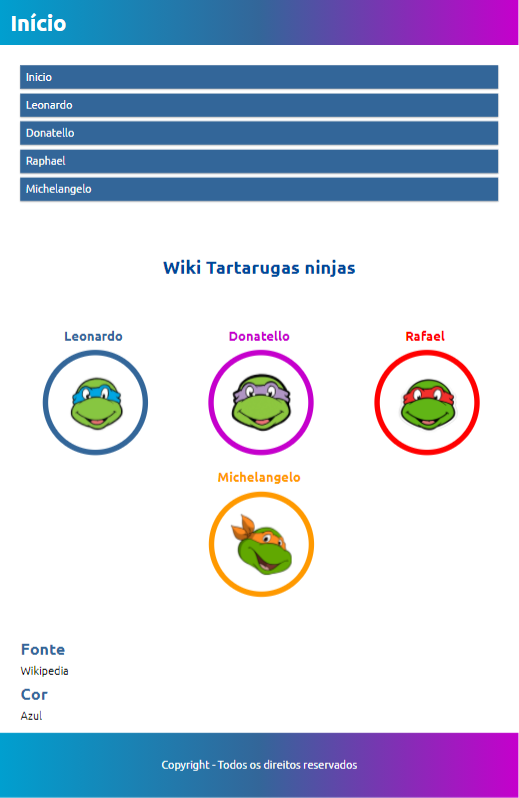 Início
Inicio
Leonardo
Donatello
Raphael
Michelangelo
Wiki Tartarugas ninjas
Leonardo
Donatello
Rafael
Michelangelo
Fonte
Wikipedia
Cor
Azul
Copyright - Todos os direitos reservados